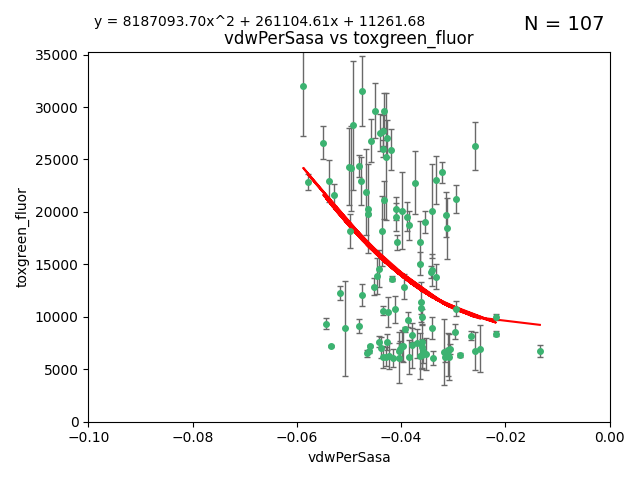 y = 8187093.70x^2 + 261104.61x + 11261.68
N = 107
vdwPerSasa vs toxgreen_fluor
35000
30000
25000
20000
15000
10000
5000
0
toxgreen_fluor
−0.10 −0.08 −0.06 −0.04 −0.02 0.00
vdwPerSasa